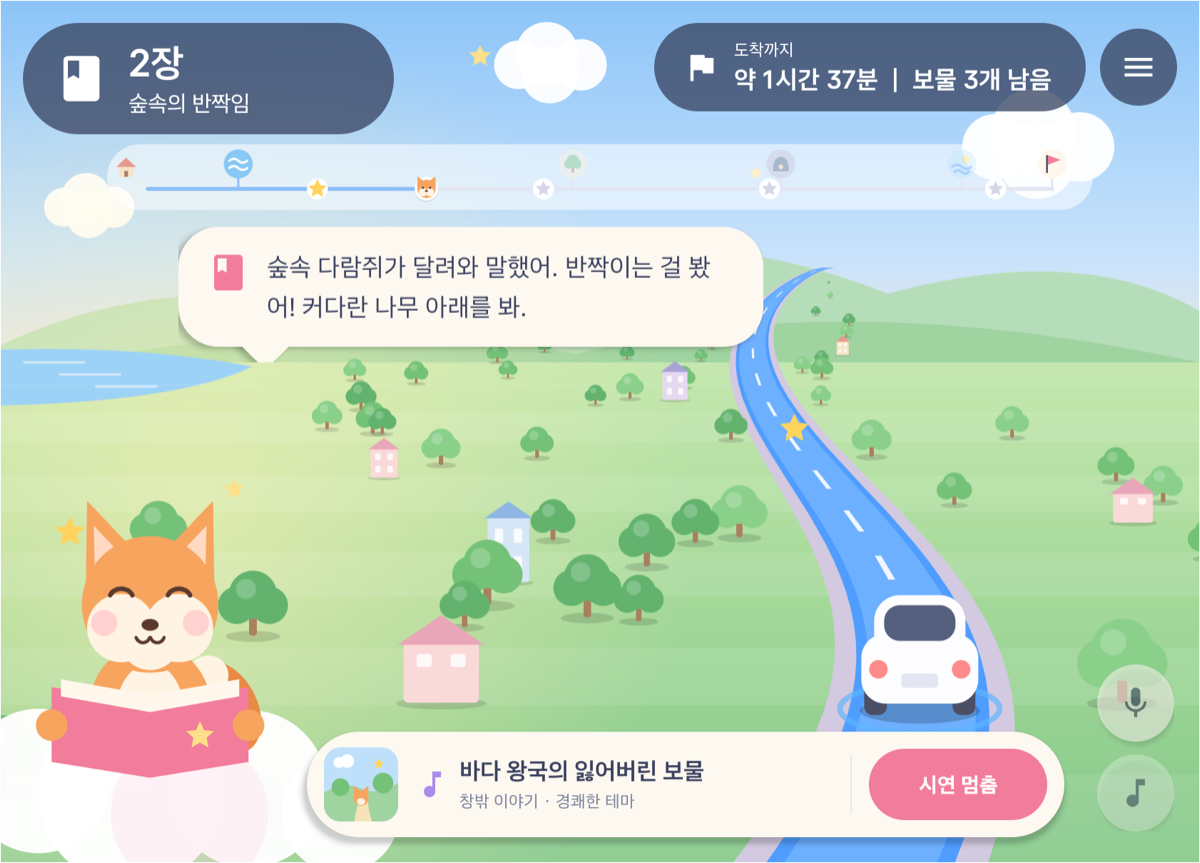 2장
숲속의 반짝임
도착까지
약 1시간 37분 | 보물 3개 남음
숲속 다람쥐가 달려와 말했어. 반짝이는 걸 봤
어! 커다란 나무 아래를 봐.
바다 왕국의 잃어버린 보물
창밖 이야기 · 경쾌한 테마
시연 멈춤